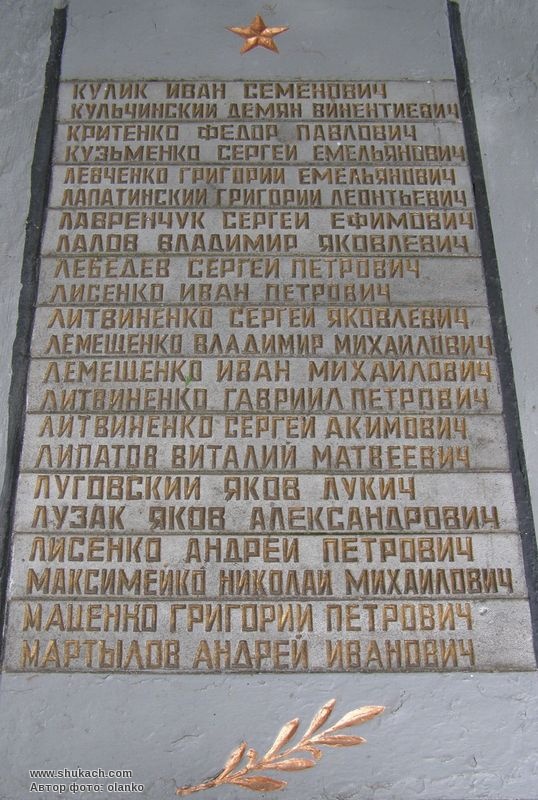 КУЛИК ИВАН СЕМЕНОВИЧ
КУЛЬЧИНСКИЙ ДЕМЯН ВИКЕНТИЕВИЧ
КРИТЕНКО ФЕДОР ПАВЛОВИЧ
КУЗЬМЕНКО СЕРГЕЙ ЕМЕЛЬЯНОВИЧ
ЛЕВЧЕНКО ГРИГОРИЙ ЕМЕЛЬЯНОВИЧ
ЛАПАТИНСКИЙ ГРИГОРИЙ ЛЕОНТЬЕВИЧ
ЛАВРЕНЧУК СЕРГЕЙ ЕФИМОВИЧ
ЛАЛОВ ВЛАДИМИР ЯКОВЛЕВИЧ
ЛЕБЕДЕВ СЕРГЕЙ ПЕТРОВИЧ
ЛИСЕНКО ИВАН ПЕТРОВИЧ
ЛИТВИНЕНКО СЕРГЕЙ ЯКОВЛЕВИЧ
ЛЕМЕЩЕНКО ВЛАДИМИР МИХАЙЛОВИЧ
ЛЕМЕЩЕНКО ИВАН МИХАЙЛОВИЧ
ЛИТВИНЕНКО ГАВРИИЛ ПЕТРОВИЧ
ЛИТВИНЕНКО СЕРГЕЙ АКИМОВИЧ
ЛИПАТОВ ВИТАЛИЙ МАТВЕЕВИЧ
ЛУГОВСКИЙ ЯКОВ ЛУКИЧ
ЛУЗАК ЯКОВ АЛЕКСАНДРОВИЧ
ЛИСЕНКО АНДРЕЙ ПЕТРОВИЧ
МАКСИМЕЙКО НИКОЛАЙ МИХАЙЛОВИЧ
МАЦЕНКО ГРИГОРИЙ ПЕТРОВИЧ
МАРТЫЛОВ АНДРЕЙ ИВАНОВИЧ
www.shukach.com
Автор фото: olanko